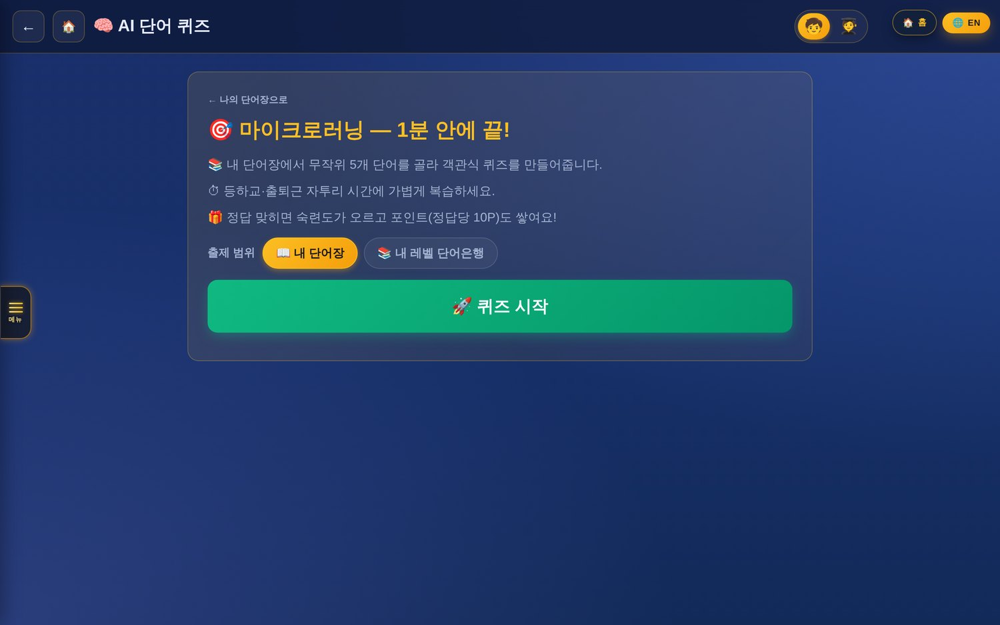 ← 🏠 🧠 AI 단어 퀴즈
🏠 홈
🌐 EN
← 나의 단어장으로
🎯 마이크로러닝 — 1분 안에 끝!
📚 내 단어장에서 무작위 5개 단어를 골라 객관식 퀴즈를 만들어줍니다.
⏱ 등하교·출퇴근 자투리 시간에 가볍게 복습하세요.
🎁 정답 맞히면 숙련도가 오르고 포인트(정답당 10P)도 쌓여요!
출제 범위 📖 내 단어장 📚 내 레벨 단어은행
🚀 퀴즈 시작
메뉴